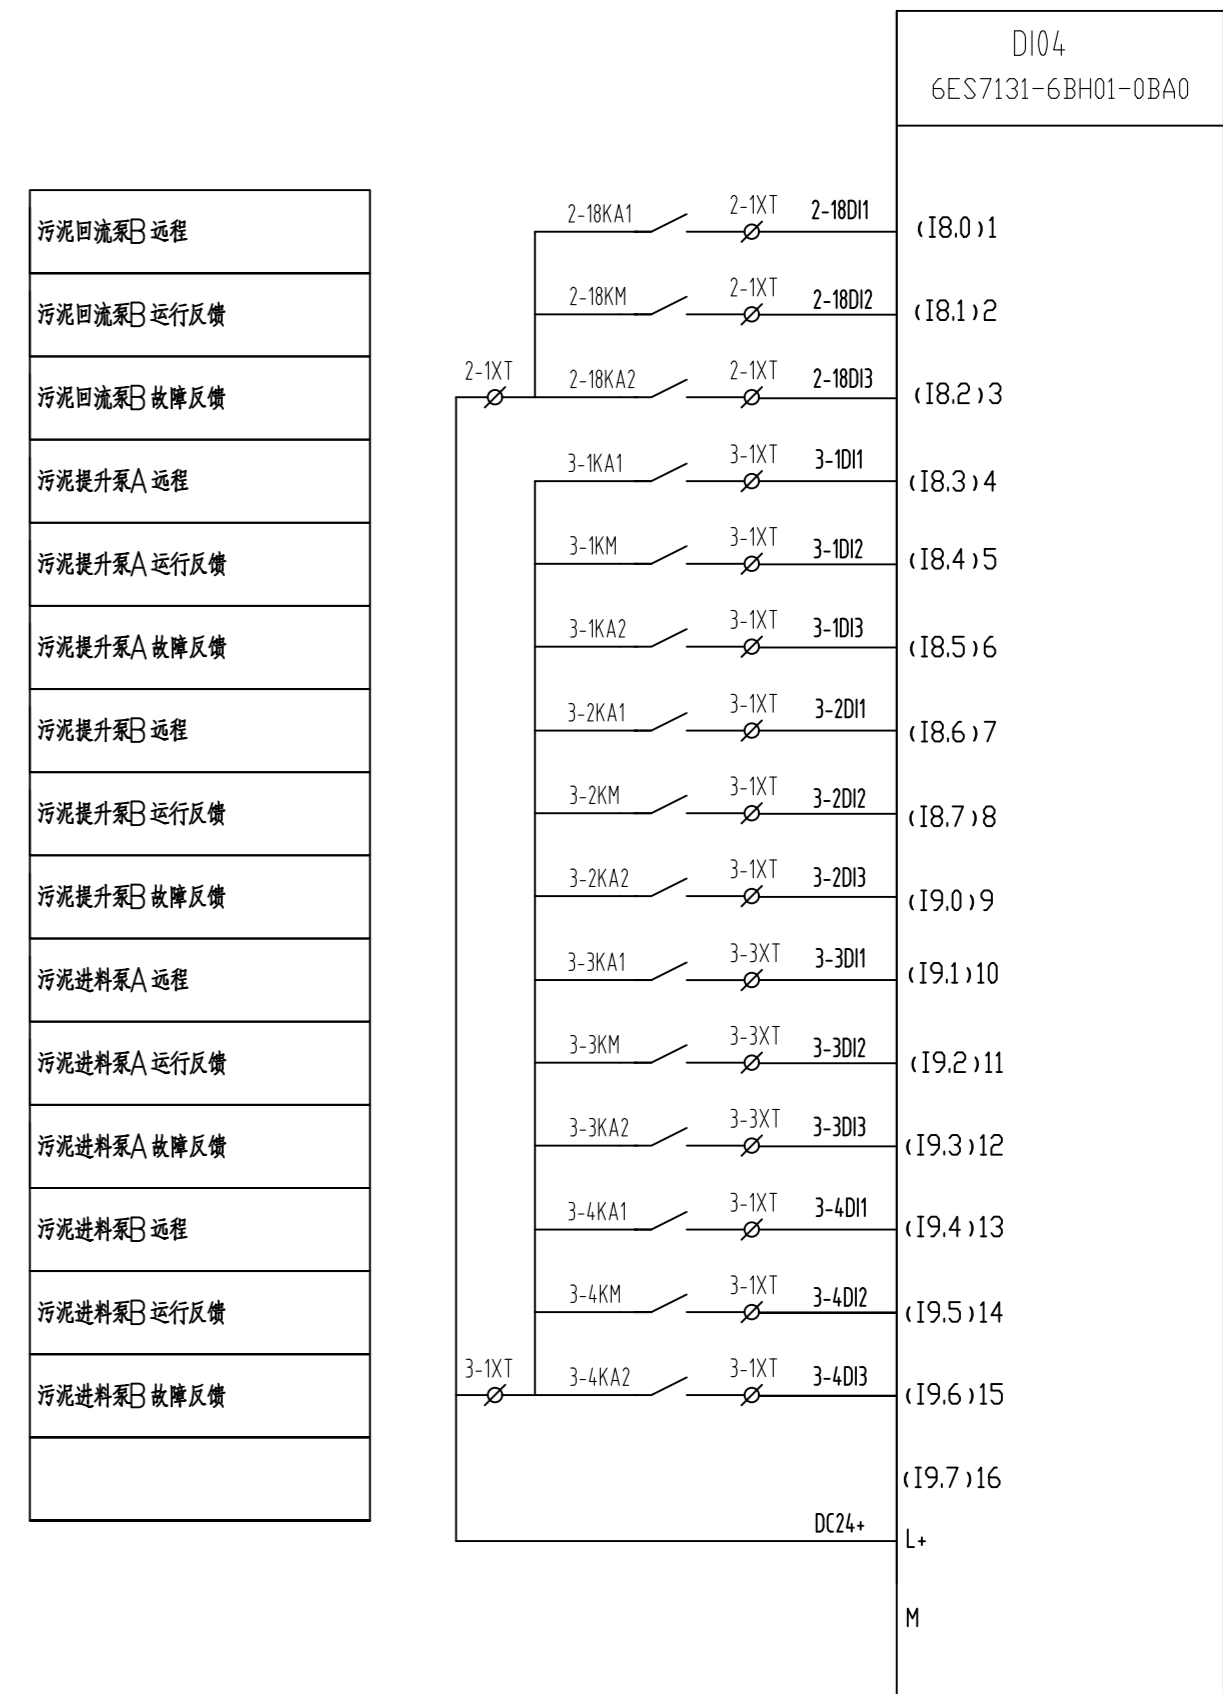 DI04
6ES7131-6BH01-0BA0
污泥回流泵B 远程
2-18KA1
2-1XT
2-18DI1
(I8.0)1
污泥回流泵B 运行反馈
2-18KM
2-1XT
2-18DI2
(I8.1)2
2-1XT
污泥回流泵B 故障反馈
2-18KA2
2-1XT
2-18DI3
(I8.2)3
污泥提升泵A 远程
3-1KA1
3-1XT
3-1DI1
(I8.3)4
污泥提升泵A 运行反馈
3-1KM
3-1XT
3-1DI2
(I8.4)5
污泥提升泵A 故障反馈
3-1KA2
3-1XT
3-1DI3
(I8.5)6
污泥提升泵B 远程
3-2KA1
3-1XT
3-2DI1
(I8.6)7
污泥提升泵B 运行反馈
3-2KM
3-1XT
3-2DI2
(I8.7)8
污泥提升泵B 故障反馈
3-2KA2
3-1XT
3-2DI3
(I9.0)9
污泥进料泵A 远程
3-3KA1
3-3XT
3-3DI1
(I9.1)10
污泥进料泵A 运行反馈
3-3KM
3-3XT
3-3DI2
(I9.2)11
污泥进料泵A 故障反馈
3-3KA2
3-3XT
3-3DI3
(I9.3)12
污泥进料泵B 远程
3-4KA1
3-1XT
3-4DI1
(I9.4)13
污泥进料泵B 运行反馈
3-4KM
3-1XT
3-4DI2
(I9.5)14
3-1XT
污泥进料泵B 故障反馈
3-4KA2
3-1XT
3-4DI3
(I9.6)15
(I9.7)16
DC24+
L+
M